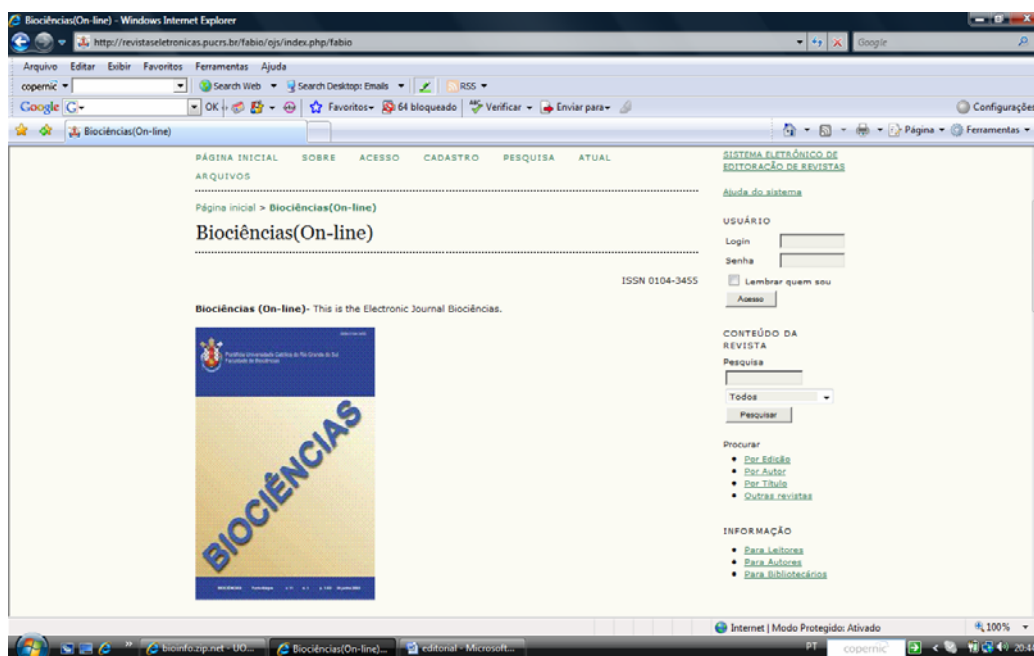 Biociências(On-line) - Windows Internet Explorer
http://revistaseletronicas.pucrs.br/fabio/ojs/index.php/fabio
Google
Arquivo Editar Exibir Favoritos Ferramentas Ajuda
copernic Search Web Search Desktop: Emails RSS
Google G OK Favoritos 64 bloqueado Verificar Enviar para Configurações
Biociências(On-line) Página Ferramentas
PÁGINA INICIAL SOBRE ACESSO CADASTRO PESQUISA ATUAL
ARQUIVOS
Página inicial > Biociências(On-line)
Biociências(On-line)
ISSN 0104-3455
Biociências (On-line)- This is the Electronic Journal Biociências.
Pontifícia Universidade Católica do Rio Grande do Sul
Faculdade de Biociências
BIOCIÊNCIAS
SISTEMA ELETRÔNICO DE
EDITORAÇÃO DE REVISTAS
Ajuda do sistema
USUÁRIO
Login
Senha
Lembrar quem sou
Acesso
CONTEÚDO DA
REVISTA
Pesquisa
Todos
Pesquisar
Procurar
Por Edição
Por Autor
Por Título
Outras revistas
INFORMAÇÃO
Para Leitores
Para Autores
Para Bibliotecários
Internet | Modo Protegido: Ativado 100%
bioinfo.zip.net - UO... Biociências(On-line)... editorial - Microsoft... PT copernic